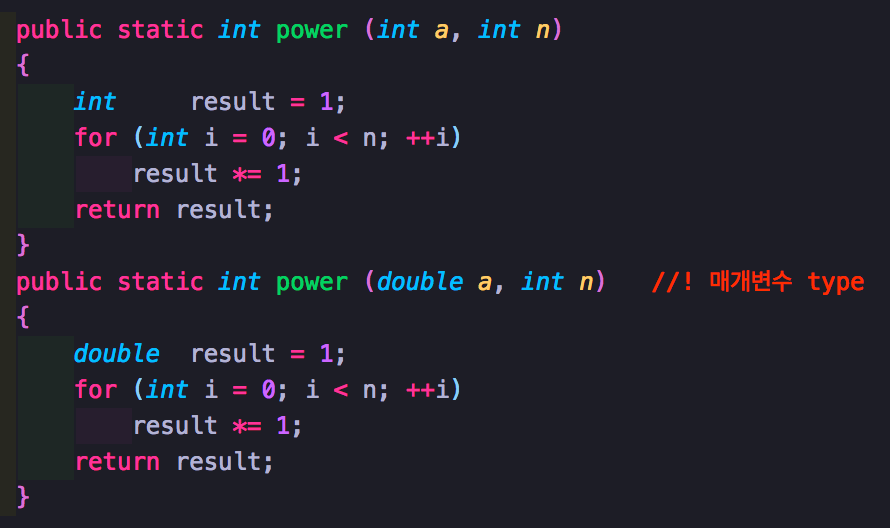 public static int power (int a, int n)
{
    int     result = 1;
    for (int i = 0; i < n; ++i)
        result *= 1;
    return result;
}
public static int power (double a, int n)   //! 매개변수 type
{
    double  result = 1;
    for (int i = 0; i < n; ++i)
        result *= 1;
    return result;
}